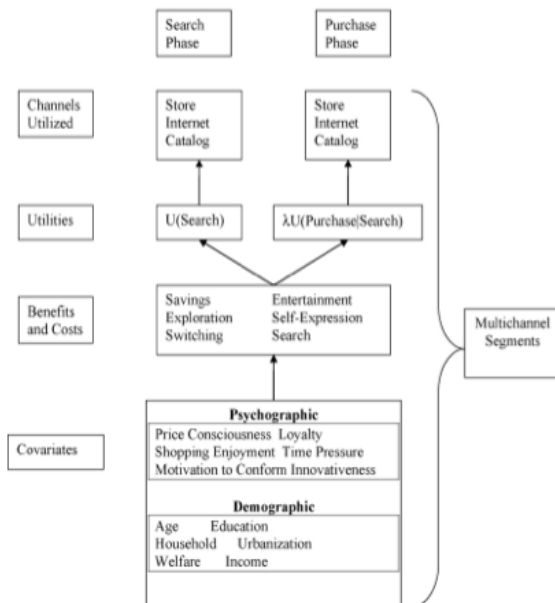 Search
Phase
Purchase
Phase
Channels
Utilized
Store
Internet
Catalog
Store
Internet
Catalog
Utilities
U(Search)
λU(Purchase|Search)
Benefits
and Costs
Savings Entertainment
Exploration Self-Expression
Switching Search
Multichannel
Segments
Covariates
Psychographic
Price Consciousness Loyalty
Shopping Enjoyment Time Pressure
Motivation to Conform Innovativeness
Demographic
Age Education
Household Urbanization
Welfare Income